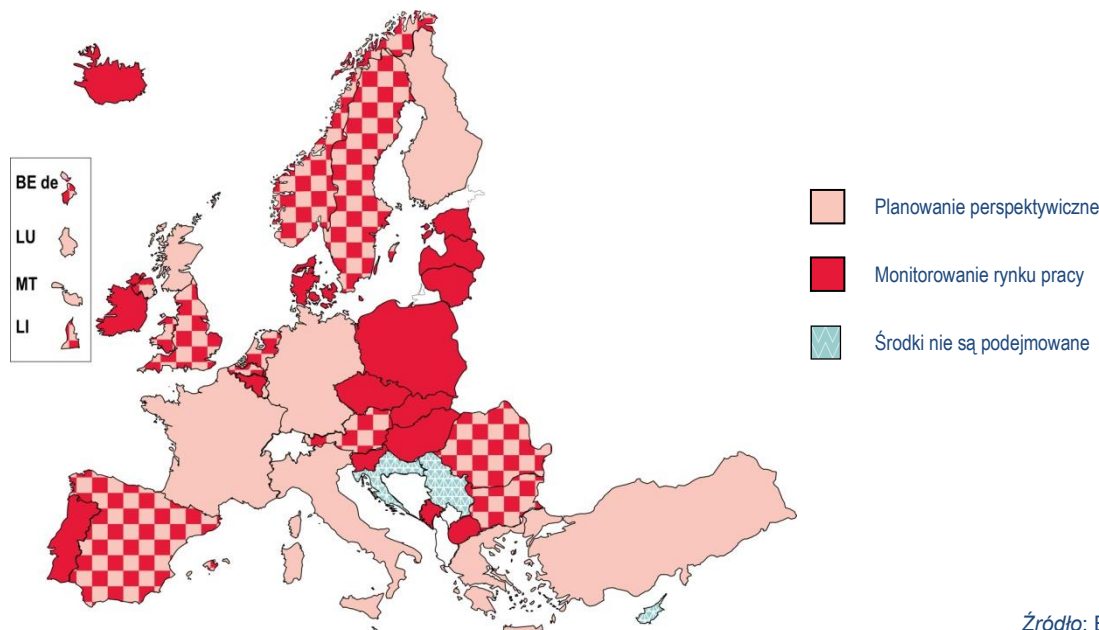 BE de
LU
MT
LI
Planowanie perspektywiczne
Monitorowanie rynku pracy
Środki nie są podejmowane
Źródło: E